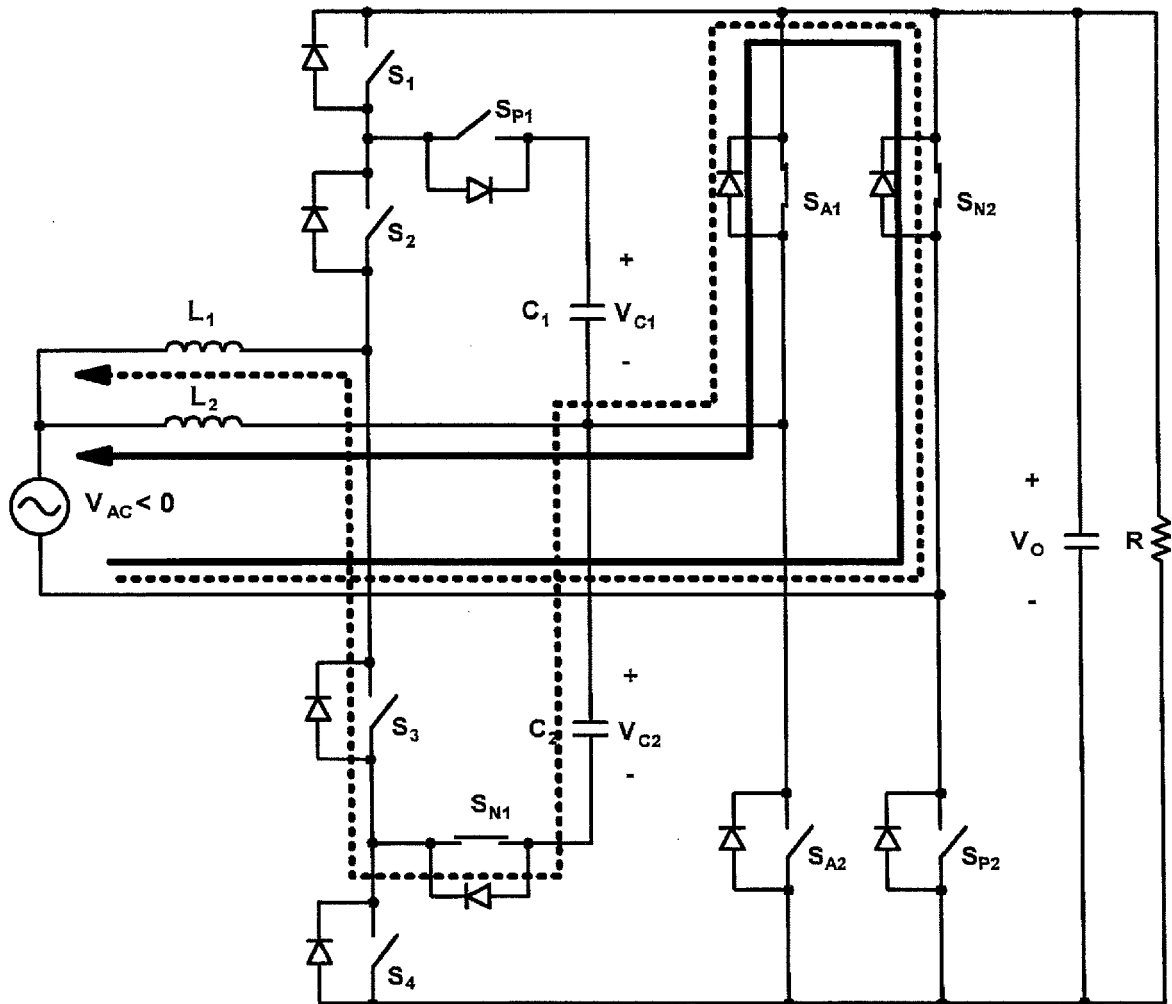 S1
SP1
S2
SA1
SN2
+
C1
VC1
-
L1
L2
VAC< 0
+
VO
-
R
S3
+
C2
VC2
-
SN1
SA2
SP2
S4